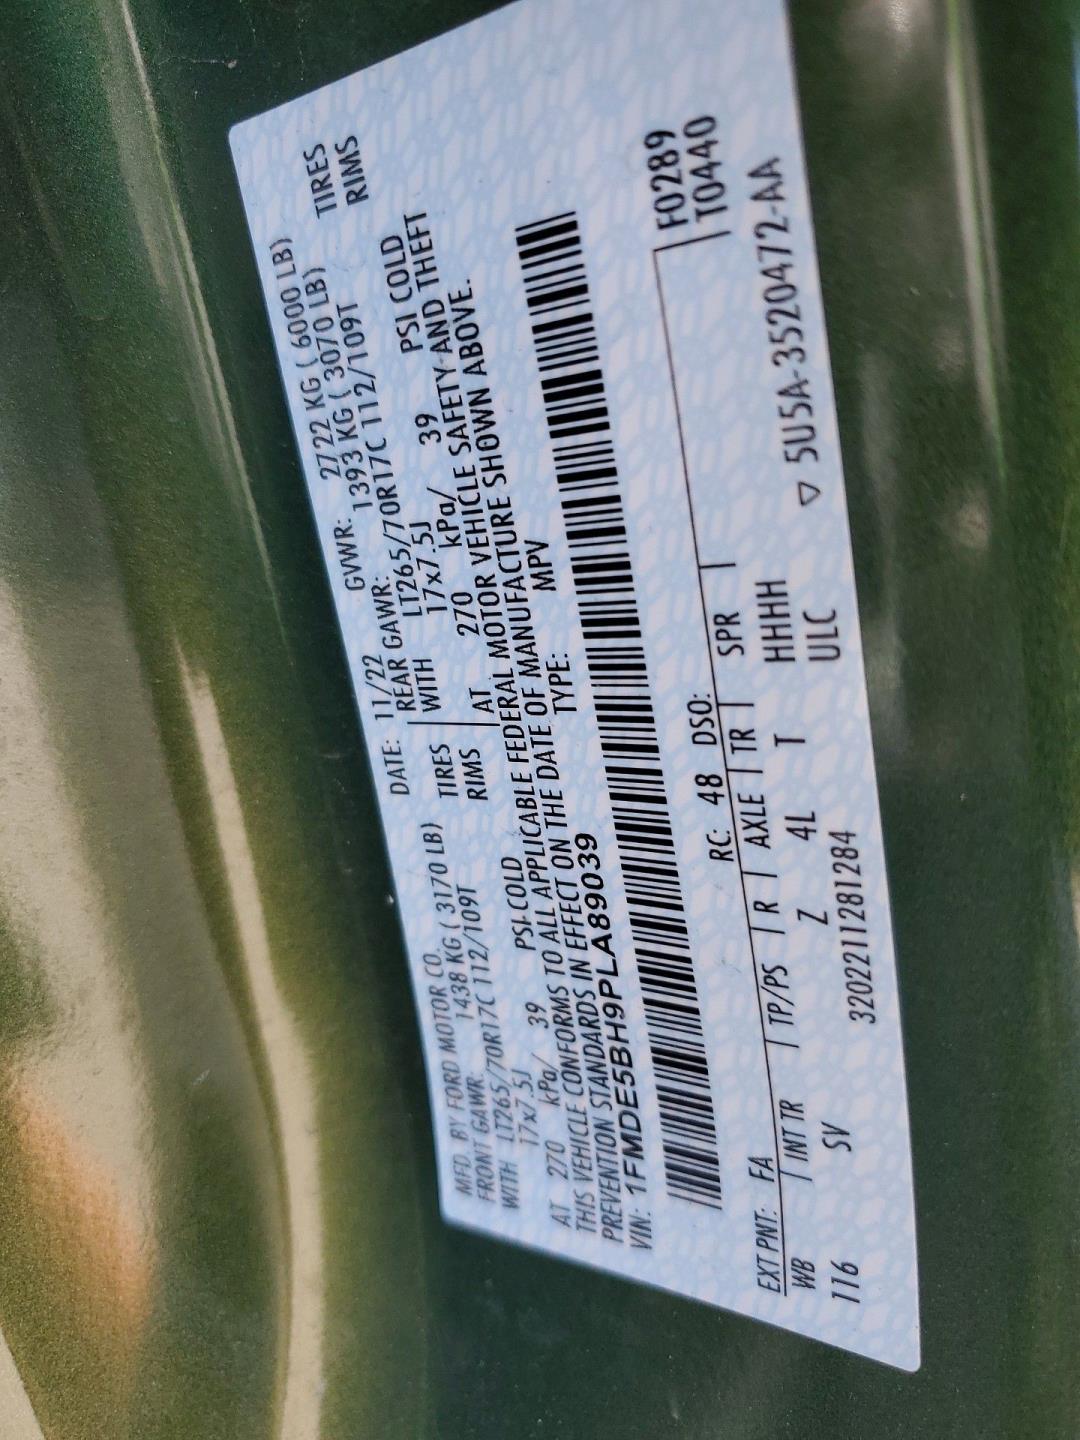 MFD. BY FORD MOTOR CO. DATE: 11/22 GVWR: 2722 KG ( 6000 LB)
FRONT GAWR: 1438 KG ( 3170 LB) REAR GAWR: 1393 KG ( 3070 LB)
WITH LT265/70R17C 112/109T TIRES WITH LT265/70R17C 112/109T TIRES
17x7.5J RIMS 17x7.5J RIMS
AT 270 kPa/ 39 PSI COLD AT 270 kPa/ 39 PSI COLD
THIS VEHICLE CONFORMS TO ALL APPLICABLE FEDERAL MOTOR VEHICLE SAFETY AND THEFT
PREVENTION STANDARDS IN EFFECT ON THE DATE OF MANUFACTURE SHOWN ABOVE.
VIN: 1FMDE5BH9PLA89039 TYPE: MPV
F0289
EXT PNT: FA RC: 48 DSO: T0440
WB INT TR TP/PS R AXLE TR SPR
116 SV Z 4L T HHHH ▽ 5U5A-3520472-AA
3202211281284 ULC